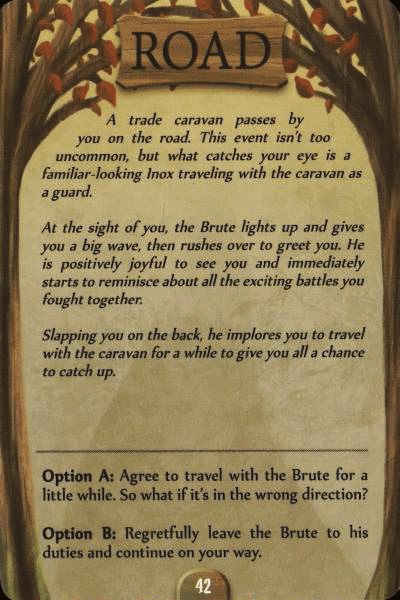 ROAD
A trade caravan passes by
you on the road. This event isn't too
uncommon, but what catches your eye is a
familiar-looking Inox traveling with the caravan as
a guard.
At the sight of you, the Brute lights up and gives
you a big wave, then rushes over to greet you. He
is positively joyful to see you and immediately
starts to reminisce about all the exciting battles you
fought together.
Slapping you on the back, he implores you to travel
with the caravan for a while to give you all a chance
to catch up.
Option A: Agree to travel with the Brute for a
little while. So what if it's in the wrong direction?
Option B: Regretfully leave the Brute to his
duties and continue on your way.
42